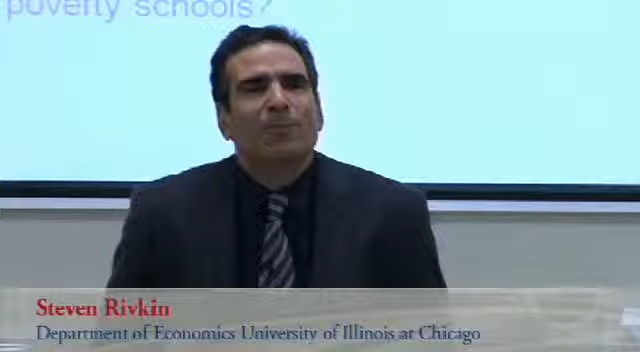 poverty schools?
Steven Rivkin
Department of Economics University of Illinois at Chicago